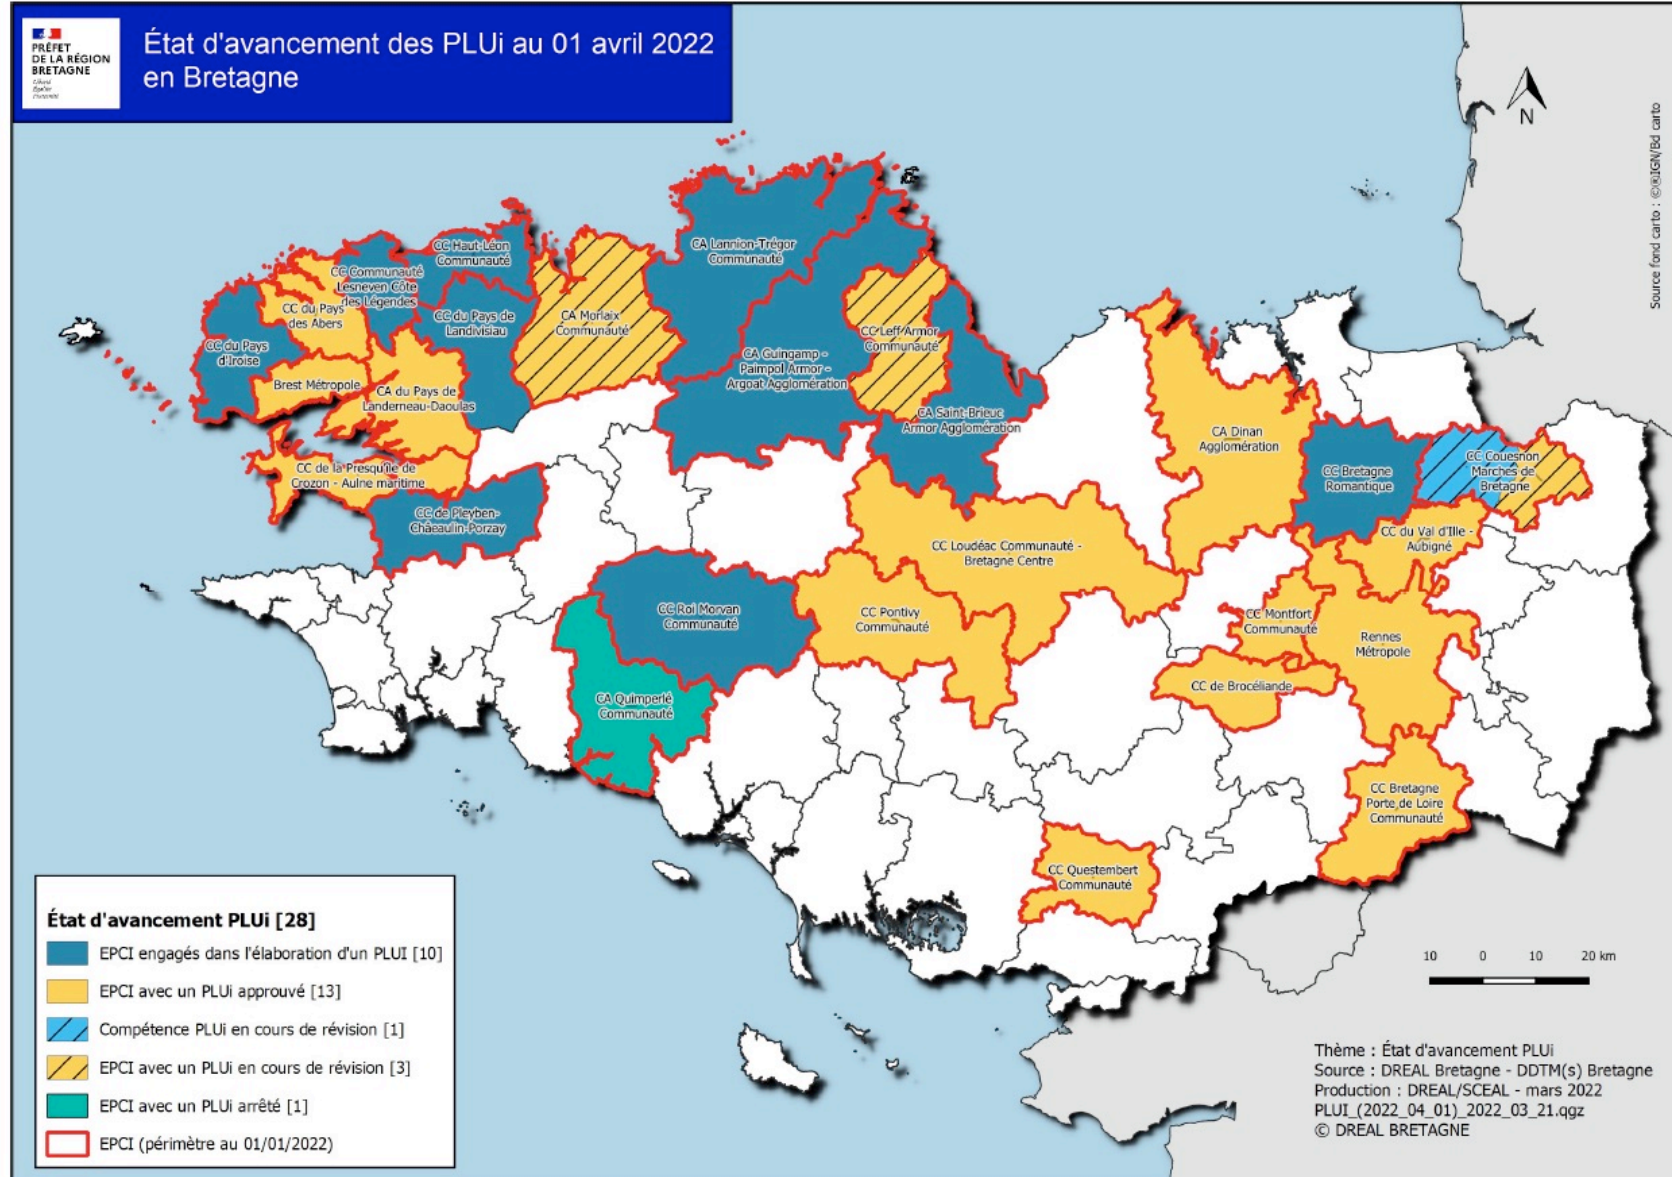 PRÉFET
DE LA RÉGION
BRETAGNE
Liberté
Égalité
Fraternité
État d'avancement des PLUi au 01 avril 2022
en Bretagne
N
Source fond carto : ©®IGN/Bd carto
CA Lannion-Trégor
Communauté
CC Haut-Léon
Communauté
CC Communauté
Lesneven Côte
des Légendes
CC du Pays
des Abers
CC du Pays de
Landivisiau
CA Morlaix
Communauté
CC du Pays
d'Iroise
CC Leff Armor
Communauté
CA Guingamp -
Paimpol Armor -
Argoat Agglomération
Brest Métropole
CA du Pays de
Landerneau-Daoulas
CA Saint-Brieuc
Armor Agglomération
CA Dinan
Agglomération
CC de la Presqu'île de
Crozon - Aulne maritime
CC Bretagne
Romantique
CC Couesnon
Marches de
Bretagne
CC de Pleyben-
Châeaulin-Porzay
CC du Val d'Ille -
Aubigné
CC Loudéac Communauté -
Bretagne Centre
CC Roi Morvan
Communauté
CC Pontivy
Communauté
CC Montfort
Communauté
Rennes
Métropole
CC de Brocéliande
CA Quimperlé
Communauté
CC Bretagne
Porte de Loire
Communauté
CC Questembert
Communauté
État d'avancement PLUi [28]
EPCI engagés dans l'élaboration d'un PLUI [10]
EPCI avec un PLUi approuvé [13]
Compétence PLUi en cours de révision [1]
EPCI avec un PLUi en cours de révision [3]
EPCI avec un PLUi arrêté [1]
EPCI (périmètre au 01/01/2022)
10 0 10 20 km
Thème : État d'avancement PLUi
Source : DREAL Bretagne - DDTM(s) Bretagne
Production : DREAL/SCEAL - mars 2022
PLUI_(2022_04_01)_2022_03_21.qgz
© DREAL BRETAGNE